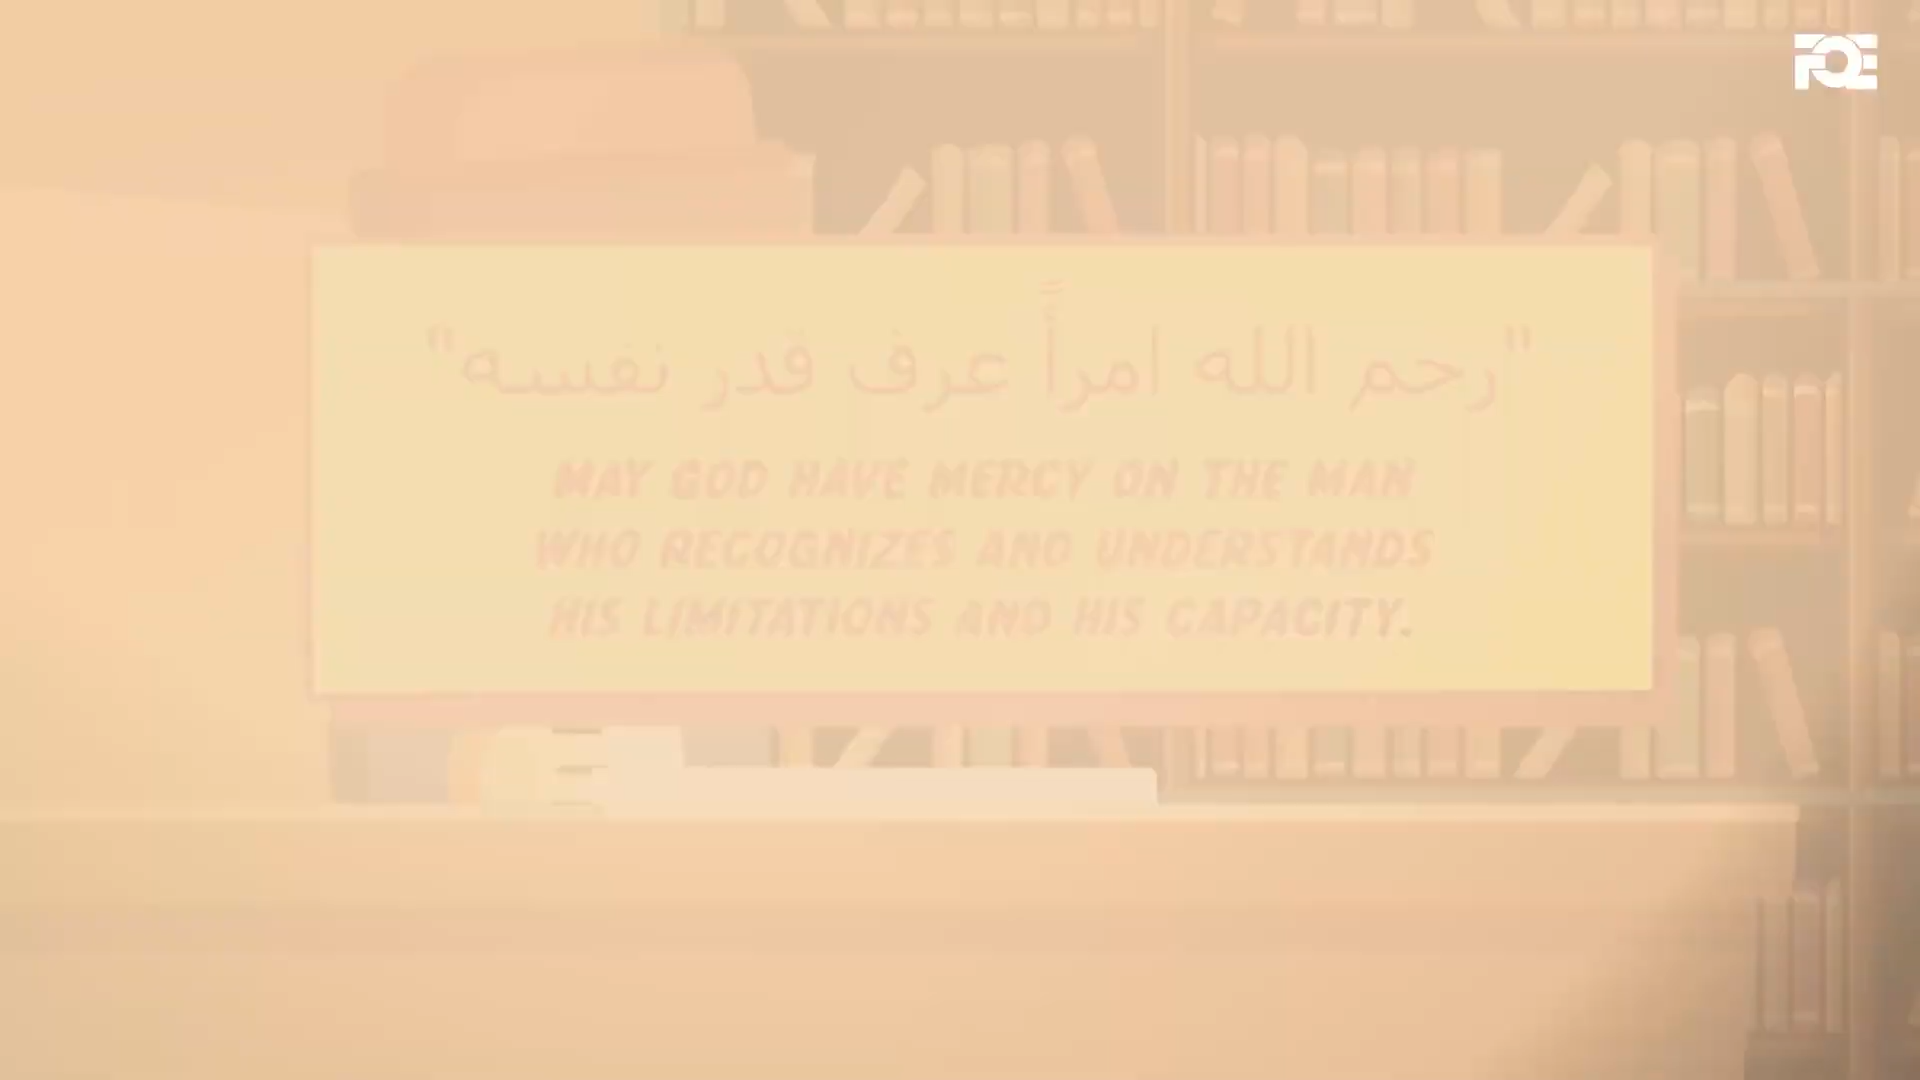 FQE
"رحم الله امرأً عرف قدر نفسه"
MAY GOD HAVE MERCY ON THE MAN
WHO RECOGNIZES AND UNDERSTANDS
HIS LIMITATIONS AND HIS CAPACITY.